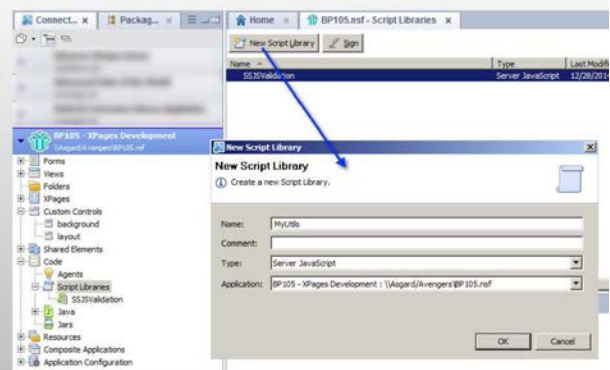 Connect...
Packag...
Home
BP105.nsf - Script Libraries
New Script Library
Sign
Name
Type
Last Modifi
SSJSValidation
Server JavaScript
12/28/2014
BP105 - XPages Development
\\Asgard\Avengers\BP105.nsf
Forms
Views
Folders
XPages
Custom Controls
background
layout
Shared Elements
Code
Agents
Script Libraries
SSJSValidation
Java
Jars
Resources
Composite Applications
Application Configuration
New Script Library
New Script Library
Create a new Script Library.
Name:
MyUtils
Comment:
Type:
Server JavaScript
Application:
BP105 - XPages Development : \\Asgard/Avengers\BP105.nsf
OK
Cancel